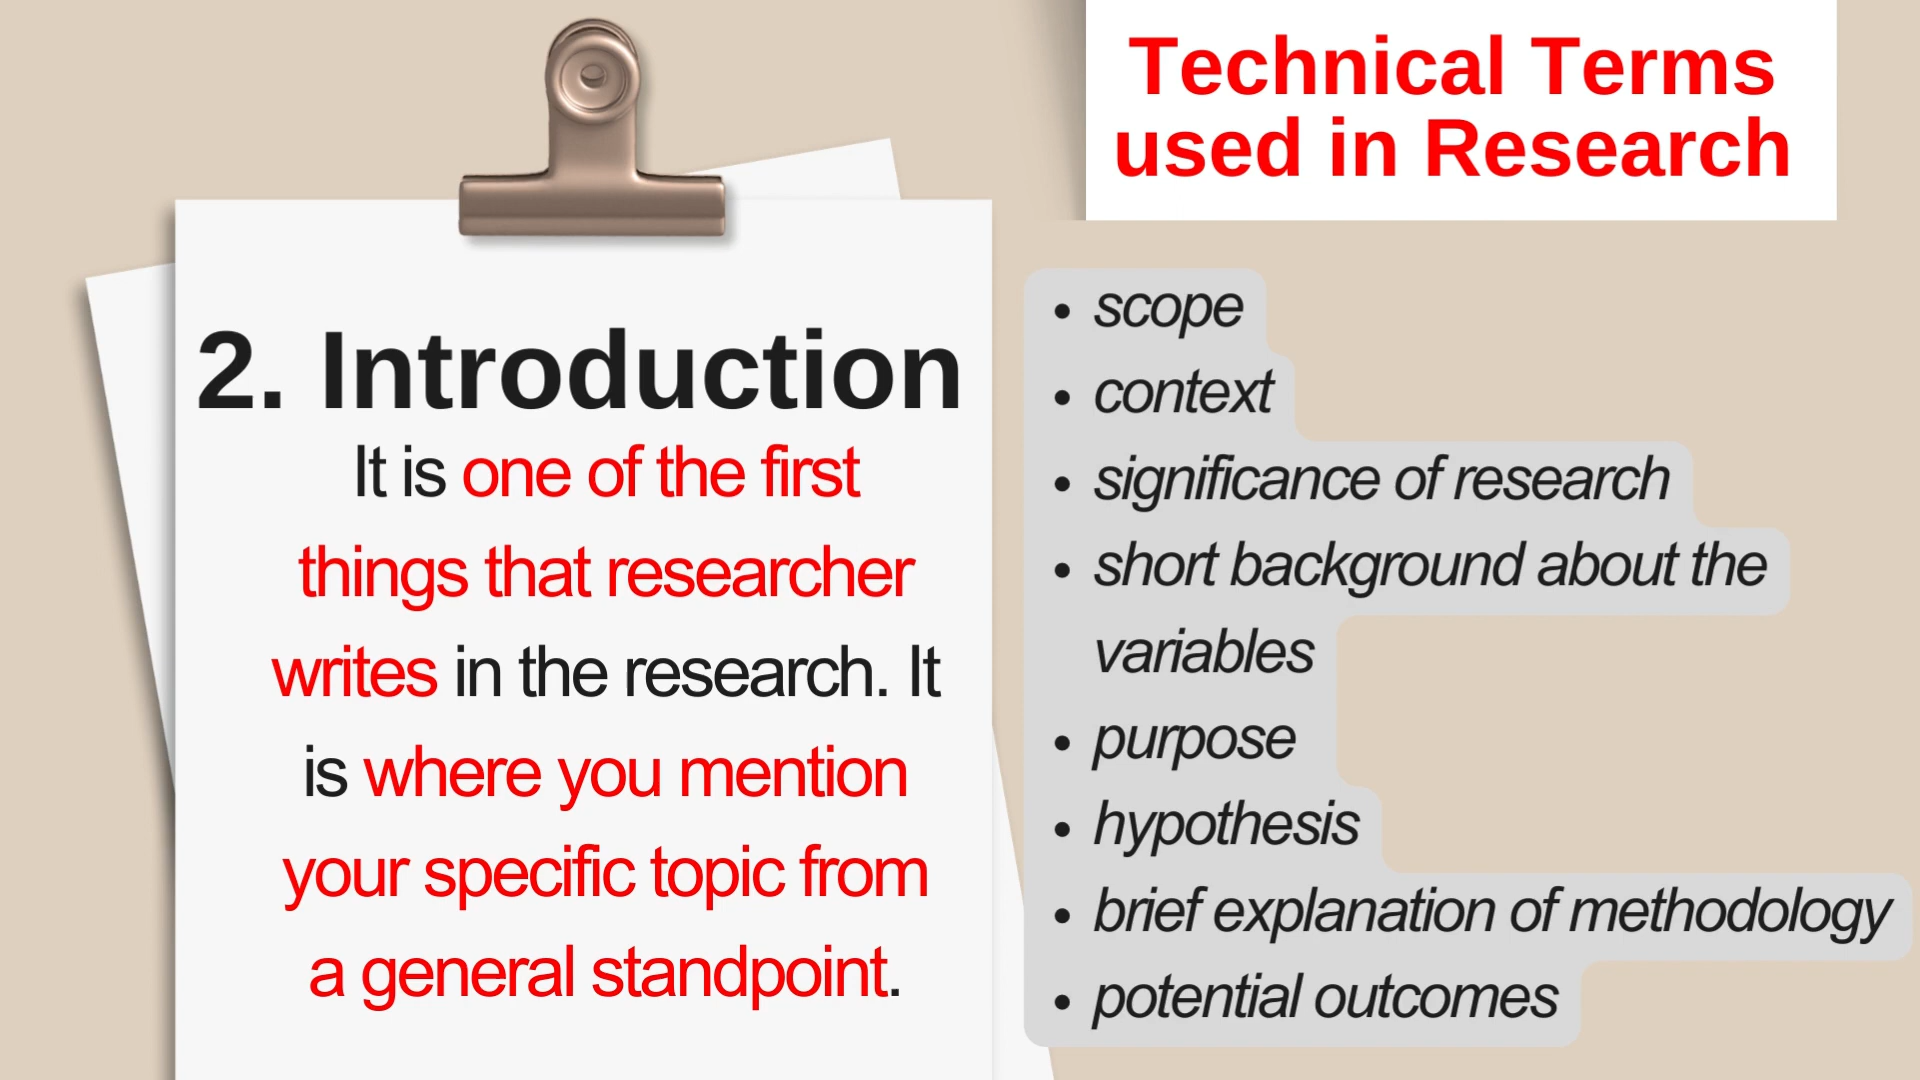 Technical Terms
used in Research
2. Introduction
It is one of the first
things that researcher
writes in the research. It
is where you mention
your specific topic from
a general standpoint.
• scope
• context
• significance of research
• short background about the
variables
• purpose
• hypothesis
• brief explanation of methodology
• potential outcomes